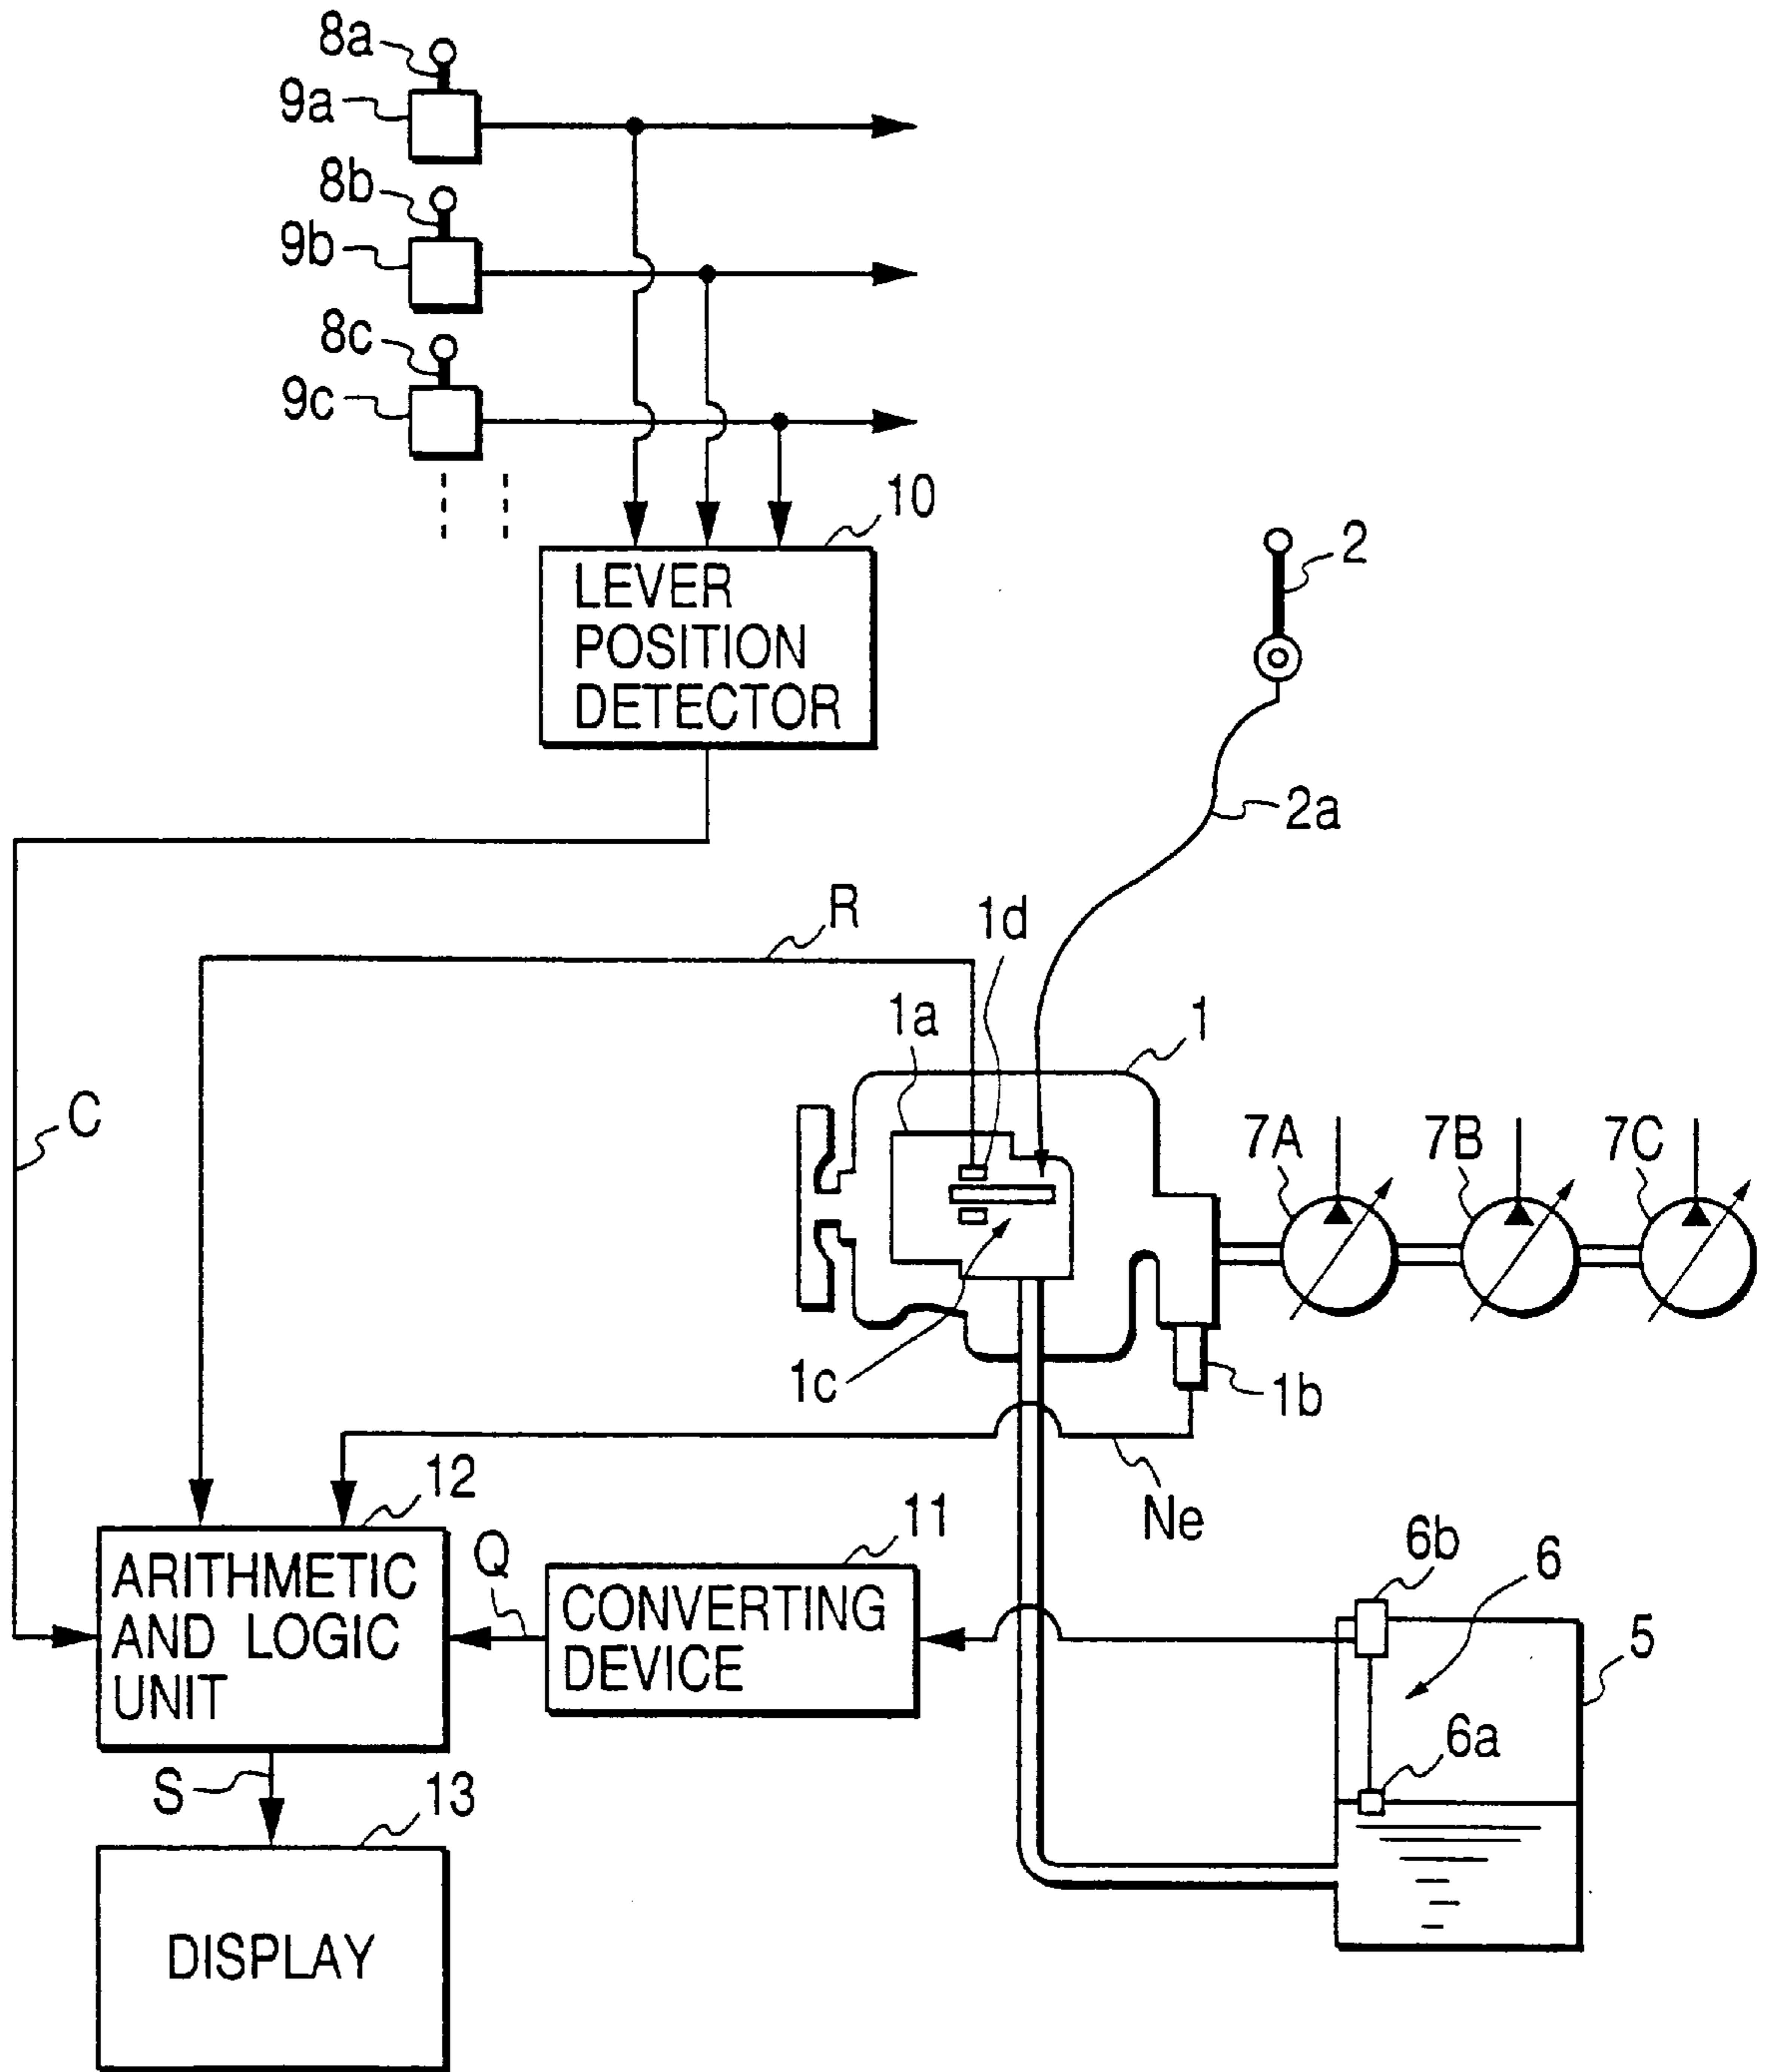 8a
9a
8b
9b
8c
9c
10
LEVER
POSITION
DETECTOR
2
2a
R
1d
1a
1
C
7A
7B
7C
1c
1b
Ne
12
ARITHMETIC
AND LOGIC
UNIT
Q
11
CONVERTING
DEVICE
6b
6
5
6a
S
13
DISPLAY